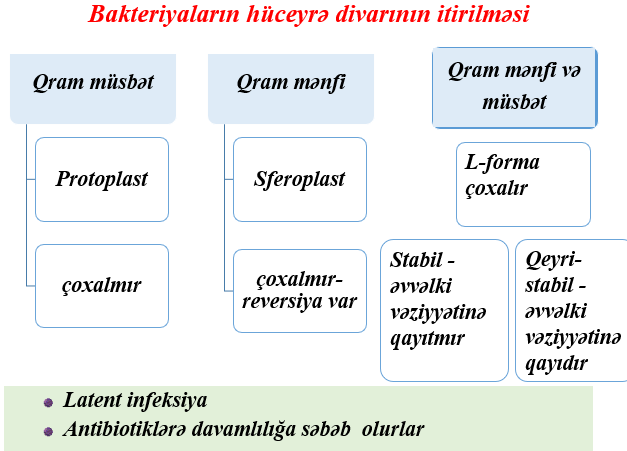 Bakteriyaların hüceyrə divarının itirilməsi
Qram müsbət
Protoplast
çoxalmır
Qram mənfi
Sferoplast
çoxalmır-
reversiya var
Qram mənfi və
müsbət
L-forma
çoxalır
Stabil -
əvvəlki
vəziyyətinə
qayıtmır
Qeyri-
stabil -
əvvəlki
vəziyyətinə
qayıdır
Latent infeksiya
Antibiotiklərə davamlılığa səbəb olurlar